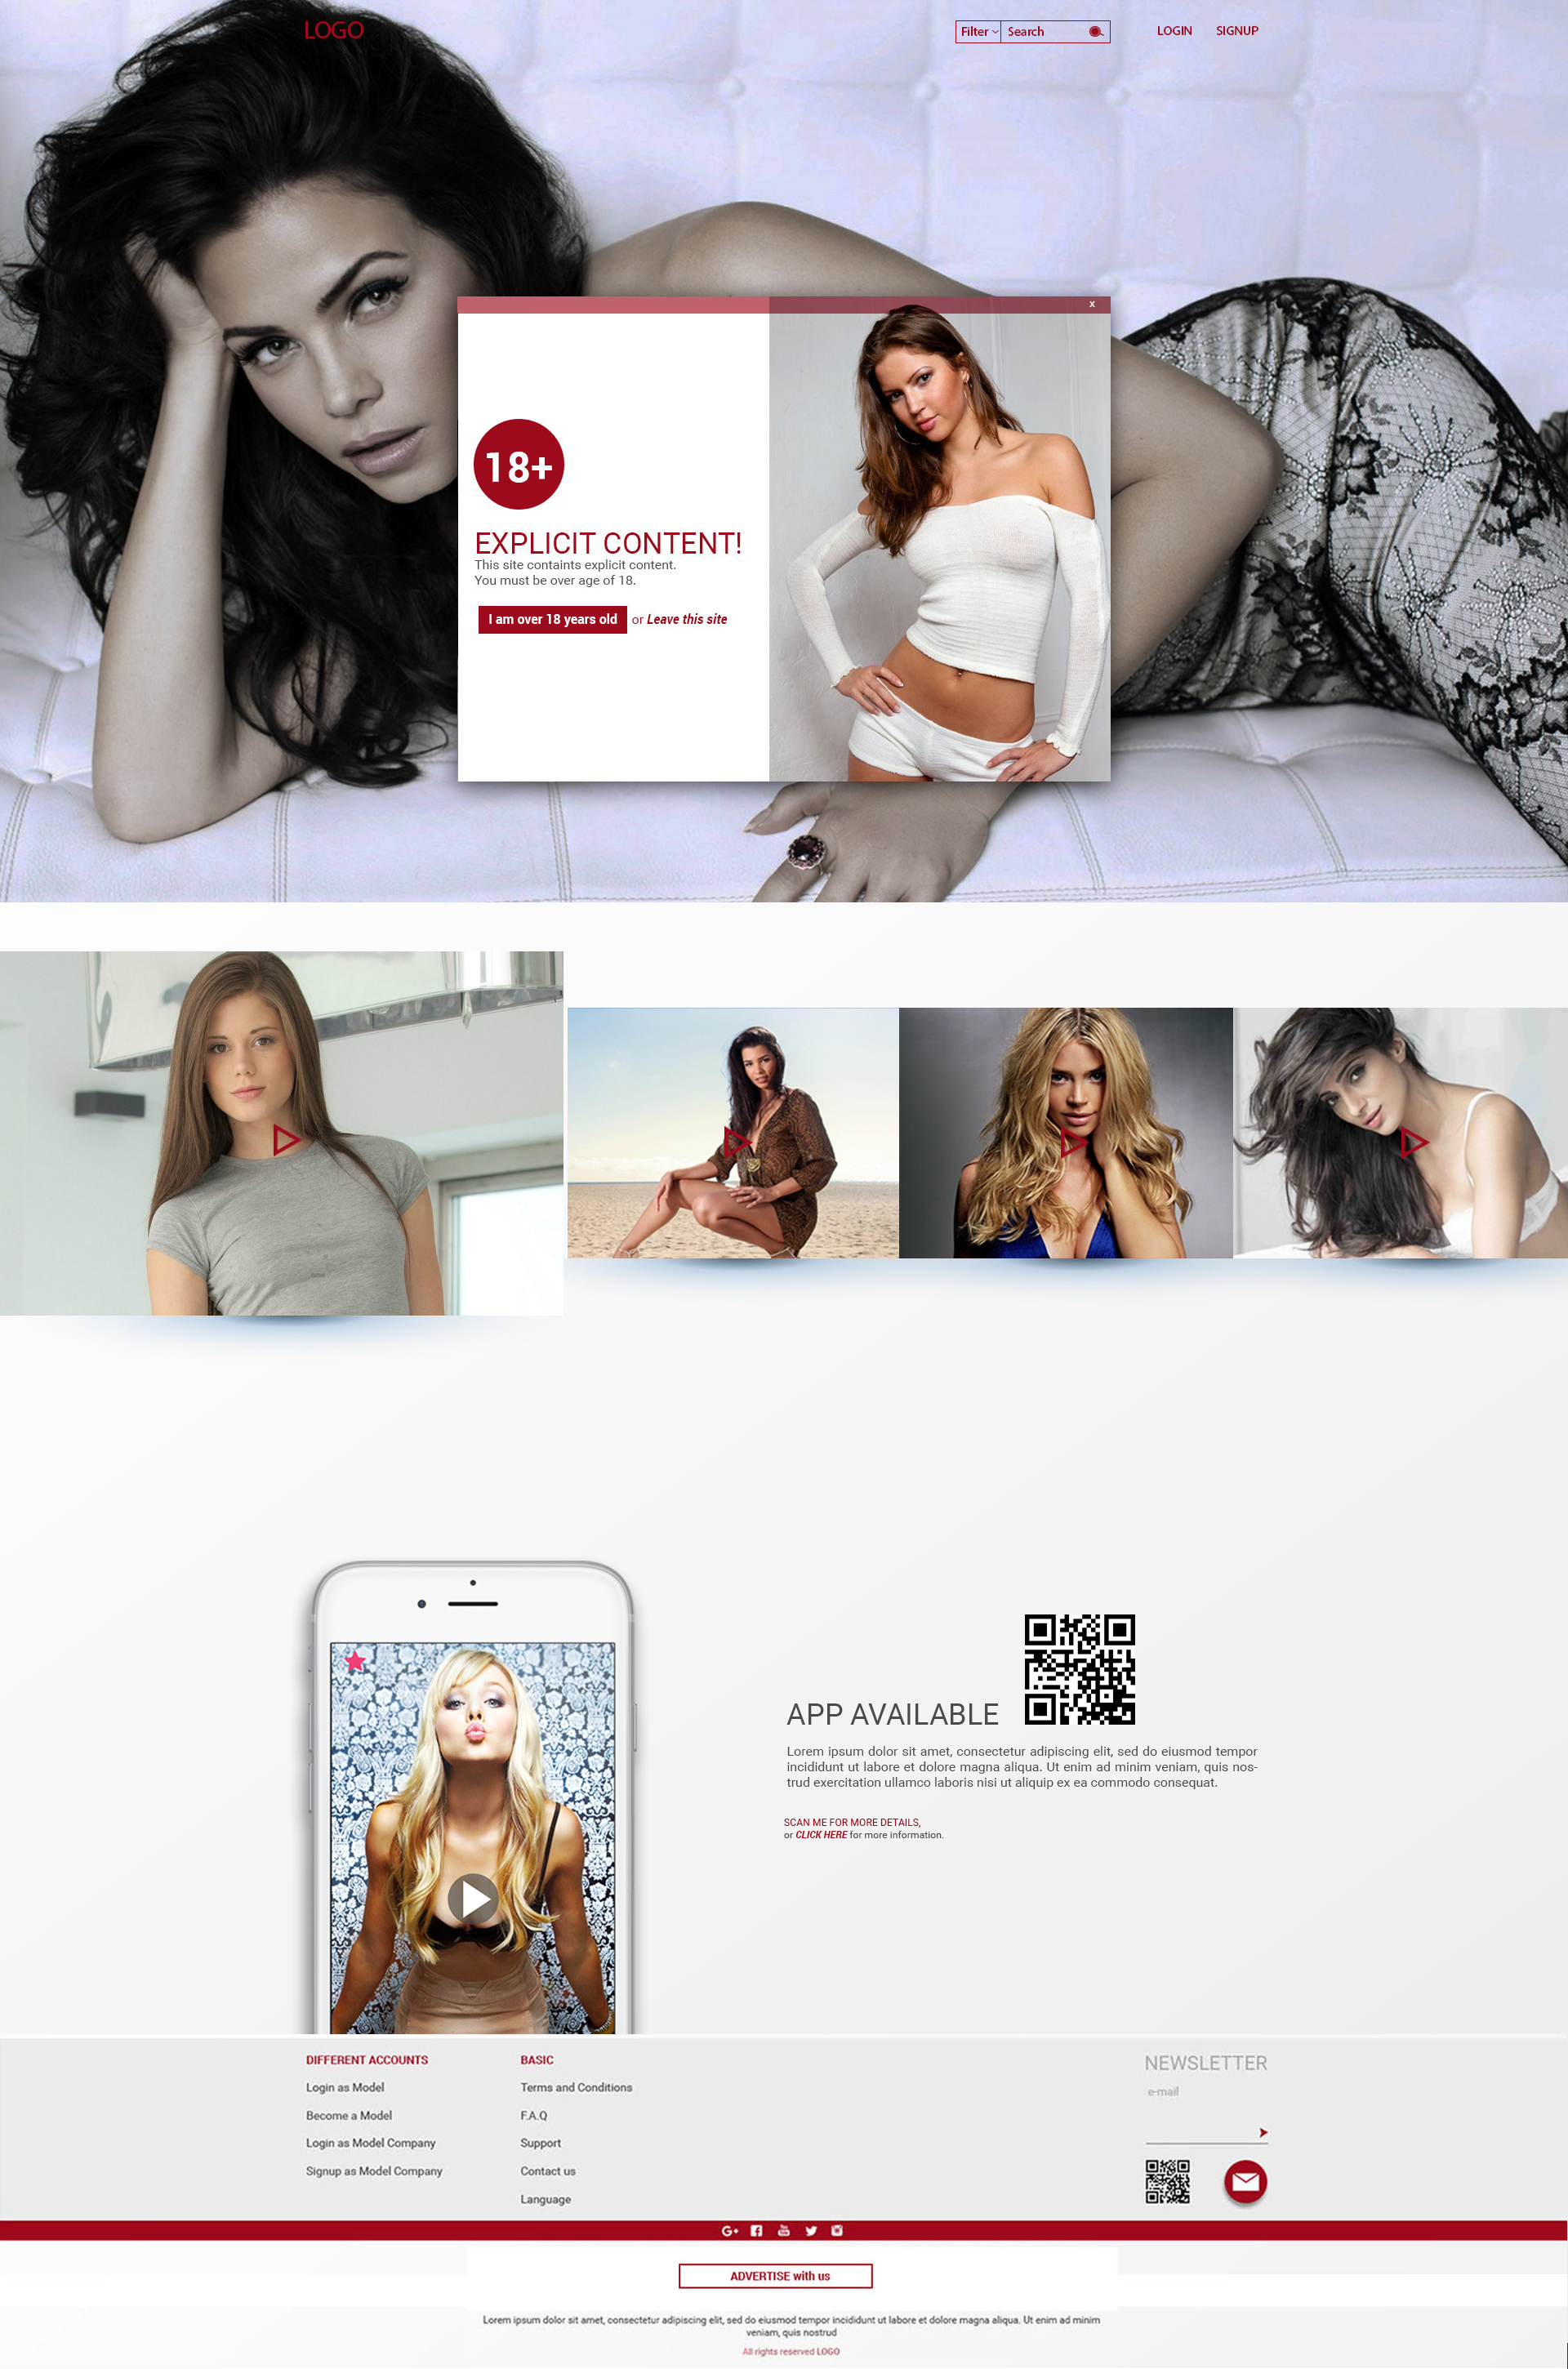 LOGO
Filter Search
LOGIN SIGNUP
x
18+
EXPLICIT CONTENT!
This site containts explicit content.
You must be over age of 18.
I am over 18 years old or Leave this site
APP AVAILABLE
Lorem ipsum dolor sit amet, consectetur adipiscing elit, sed do eiusmod tempor
incididunt ut labore et dolore magna aliqua. Ut enim ad minim veniam, quis nos-
trud exercitation ullamco laboris nisi ut aliquip ex ea commodo consequat.
SCAN ME FOR MORE DETAILS,
or CLICK HERE for more information.
DIFFERENT ACCOUNTS
Login as Model
Become a Model
Login as Model Company
Signup as Model Company
BASIC
Terms and Conditions
F.A.Q
Support
Contact us
Language
NEWSLETTER
e-mail
G+ You
ADVERTISE with us
Lorem ipsum dolor sit amet, consectetur adipiscing elit, sed do eiusmod tempor incididunt ut labore et dolore magna aliqua. Ut enim ad minim
veniam, quis nostrud
All rights reserved LOGO